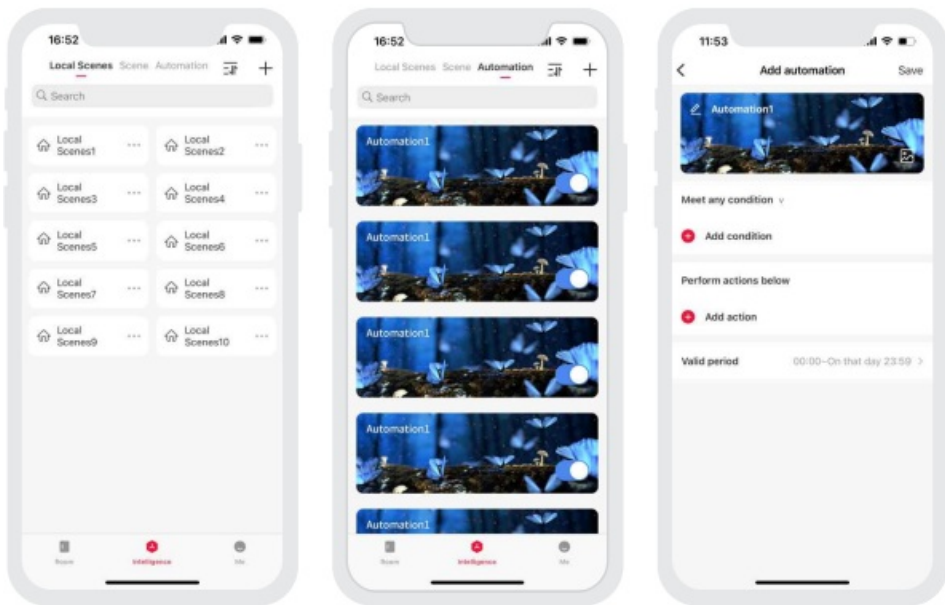 16:52
Local Scenes Scene Automation
Search
Local
Scenes1
Local
Scenes2
Local
Scenes3
Local
Scenes4
Local
Scenes5
Local
Scenes6
Local
Scenes7
Local
Scenes8
Local
Scenes9
Local
Scenes10
Room Intelligence Me
16:52
Local Scenes Scene Automation
Search
Automation1
Automation1
Automation1
Automation1
Automation1
Room Intelligence Me
11:53
Add automation Save
Automation1
Meet any condition
Add condition
Perform actions below
Add action
Valid period 00:00-On that day 23:59